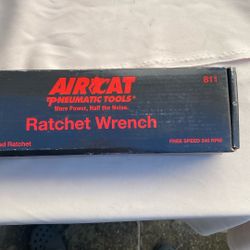 AIRCAT
PNEUMATIC TOOLS®
More Power, Half the Noise.
811
Ratchet Wrench
Ratchet
FREE SPEED 240 RPM